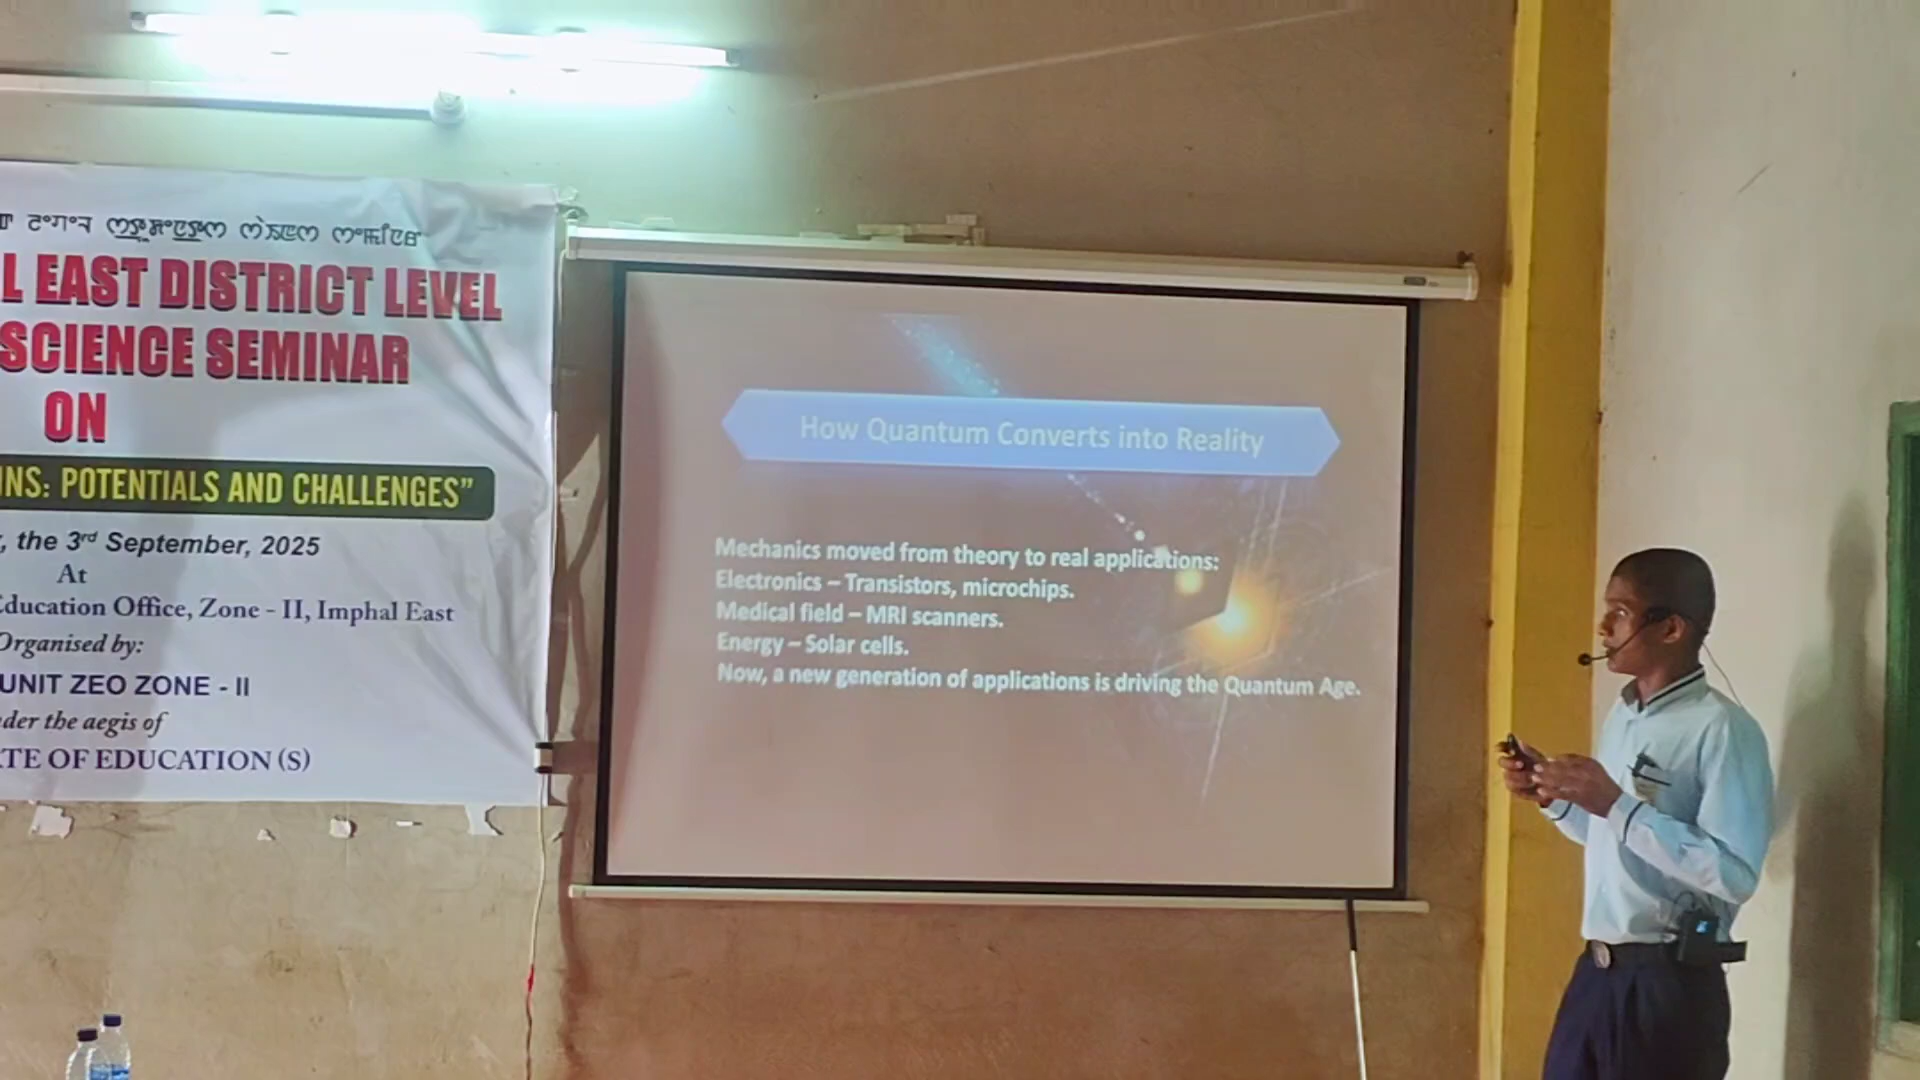 L EAST DISTRICT LEVEL
SCIENCE SEMINAR
ON
INS: POTENTIALS AND CHALLENGES”
, the 3rd September, 2025
At
Education Office, Zone - II, Imphal East
Organised by:
UNIT ZEO ZONE - II
der the aegis of
TE OF EDUCATION (S)
How Quantum Converts into Reality
Mechanics moved from theory to real applications:
Electronics – Transistors, microchips.
Medical field – MRI scanners.
Energy – Solar cells.
Now, a new generation of applications is driving the Quantum Age.